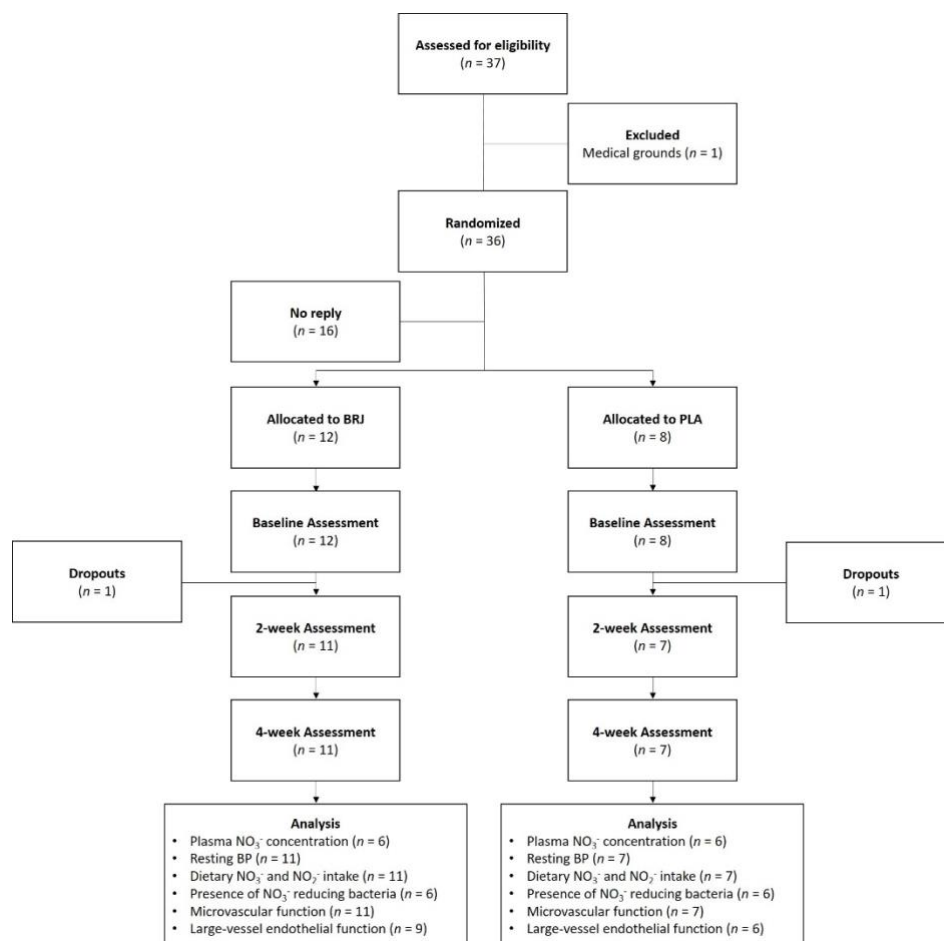 Assessed for eligibility
(n = 37)
Excluded
Medical grounds (n = 1)
Randomized
(n = 36)
No reply
(n = 16)
Allocated to BRJ
(n = 12)
Allocated to PLA
(n = 8)
Baseline Assessment
(n = 12)
Baseline Assessment
(n = 8)
Dropouts
(n = 1)
Dropouts
(n = 1)
2-week Assessment
(n = 11)
2-week Assessment
(n = 7)
4-week Assessment
(n = 11)
4-week Assessment
(n = 7)
Analysis
• Plasma NO₃⁻ concentration (n = 6)
• Resting BP (n = 11)
• Dietary NO₃⁻ and NO₂⁻ intake (n = 11)
• Presence of NO₃⁻ reducing bacteria (n = 6)
• Microvascular function (n = 11)
• Large-vessel endothelial function (n = 9)
Analysis
• Plasma NO₃⁻ concentration (n = 6)
• Resting BP (n = 7)
• Dietary NO₃⁻ and NO₂⁻ intake (n = 7)
• Presence of NO₃⁻ reducing bacteria (n = 6)
• Microvascular function (n = 7)
• Large-vessel endothelial function (n = 6)